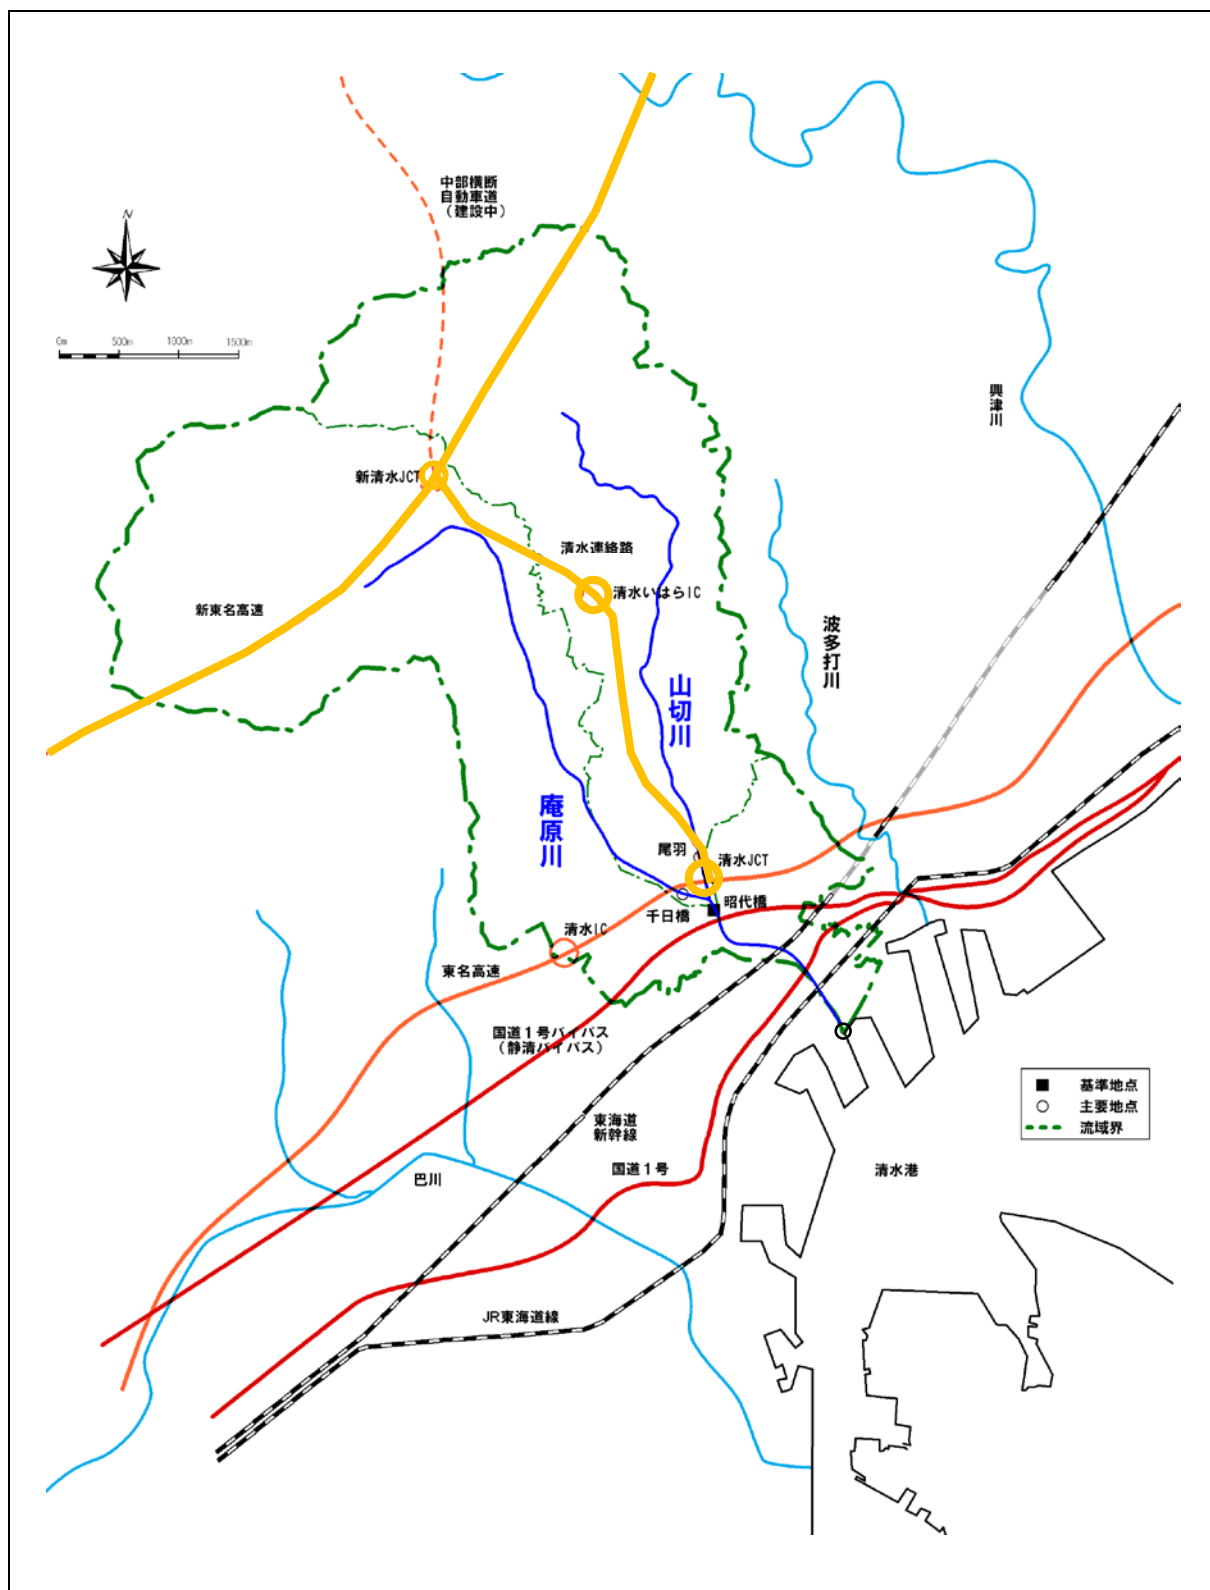 中部横断
自動車道
(建設中)
N
0m 500m 1000m 1500m
興津川
新清水JCT
清水連絡路
清水いはらIC
新東名高速
波多打川
山切川
庵原川
尾羽
清水JCT
昭代橋
千日橋
清水IC
東名高速
国道1号バイパス
(静清バイパス)
基準地点
主要地点
流域界
東海道
新幹線
国道1号
巴川
清水港
JR東海道線